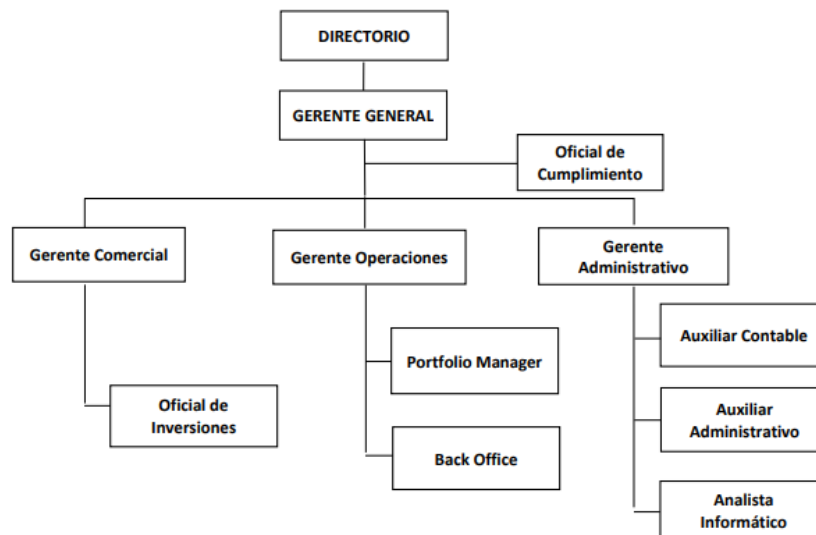 DIRECTORIO
GERENTE GENERAL
Oficial de
Cumplimiento
Gerente Comercial
Gerente Operaciones
Gerente
Administrativo
Oficial de
Inversiones
Portfolio Manager
Back Office
Auxiliar Contable
Auxiliar
Administrativo
Analista
Informático